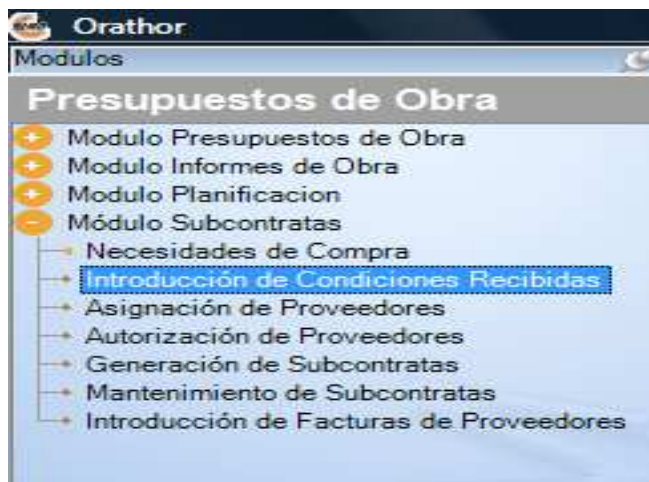 Orathor
Modulos
Presupuestos de Obra
Modulo Presupuestos de Obra
Modulo Informes de Obra
Modulo Planificacion
Módulo Subcontratas
Necesidades de Compra
Introducción de Condiciones Recibidas
Asignación de Proveedores
Autorización de Proveedores
Generación de Subcontratas
Mantenimiento de Subcontratas
Introducción de Facturas de Proveedores